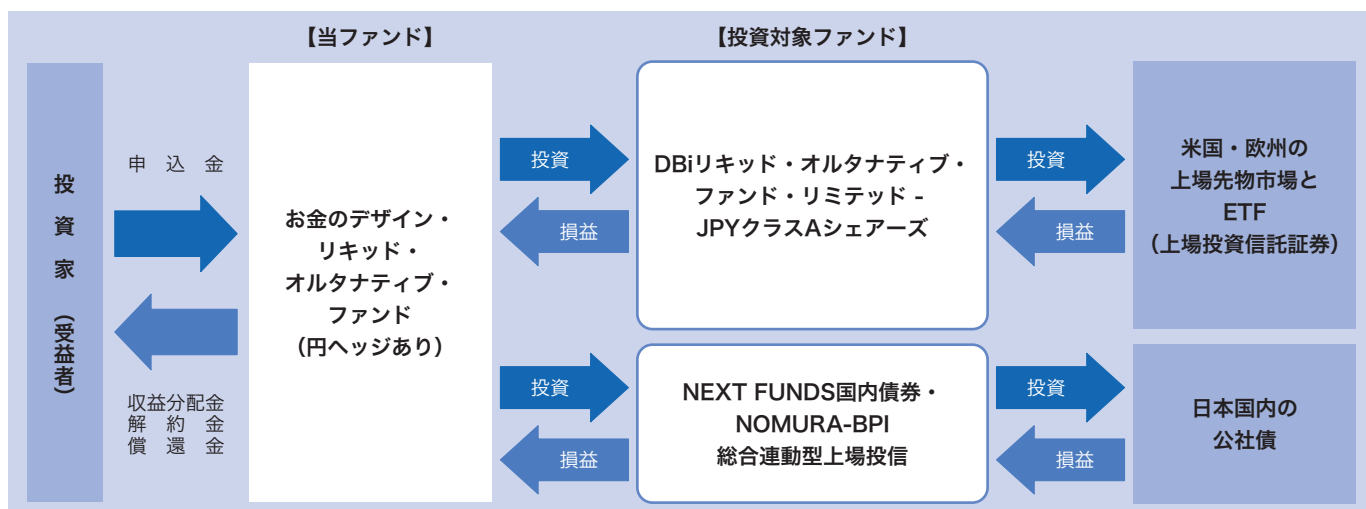 【当ファンド】
【投資対象ファンド】
投資家（受益者）
申込金
収益分配金
解約金
償還金
お金のデザイン・
リキッド・
オルタナティブ・
ファンド
（円ヘッジあり）
投資
損益
DBiリキッド・オルタナティブ・
ファンド・リミテッド -
JPYクラスAシェアーズ
投資
損益
米国・欧州の
上場先物市場と
ETF
（上場投資信託証券）
投資
損益
NEXT FUNDS国内債券・
NOMURA-BPI
総合連動型上場投信
投資
損益
日本国内の
公社債